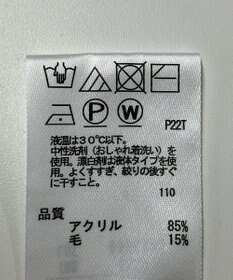 P
W
P22T
液温は30℃以下。
中性洗剤(おしゃれ着洗い)を
使用。漂白剤は液体タイプを使
用。よくすすぎ、絞りの後すぐ
に干すこと。
110
品質
アクリル 85%
毛 15%